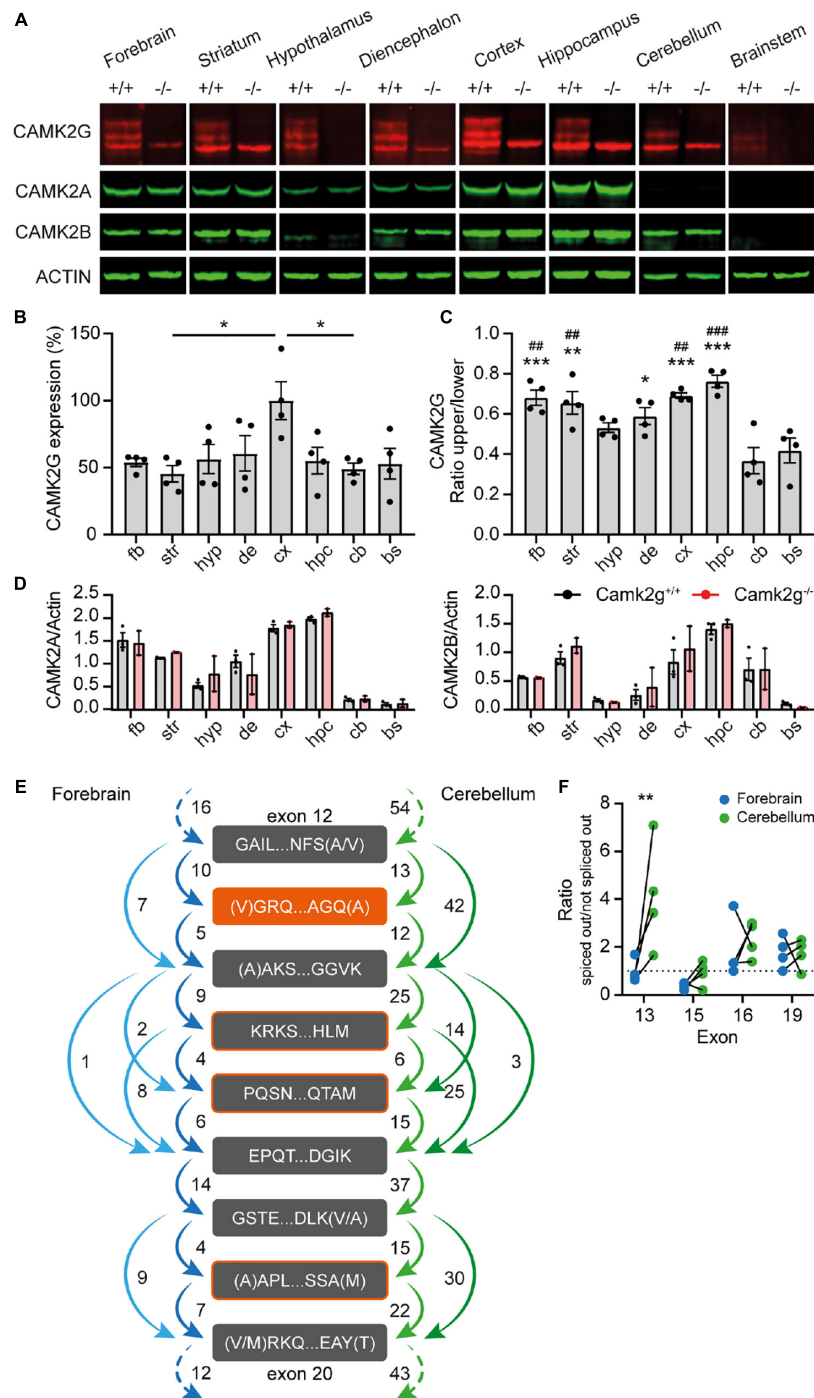 A
Forebrain Striatum Hypothalamus Diencephalon Cortex Hippocampus Cerebellum Brainstem
+/+ -/- +/+ -/- +/+ -/- +/+ -/- +/+ -/- +/+ -/- +/+ -/- +/+ -/-
CAMK2G
CAMK2A
CAMK2B
ACTIN
B
CAMK2G expression (%)
150
100
50
0
* *
fb str hyp de cx hpc cb bs
C
CAMK2G
Ratio upper/lower
1.0
0.8
0.6
0.4
0.2
0.0
## ## ## ###
*** ** * *** ***
fb str hyp de cx hpc cb bs
D
CAMK2A/Actin
2.5
2.0
1.5
1.0
0.5
0.0
fb str hyp de cx hpc cb bs
CAMK2B/Actin
2.0
1.5
1.0
0.5
0.0
Camk2g+/+ Camk2g-/-
fb str hyp de cx hpc cb bs
E
Forebrain Cerebellum
16 exon 12 54
GAIL...NFS(A/V)
10 13
7 42
(V)GRQ...AGQ(A)
5 12
(A)AKS...GGVK
9 25
2 14
KRKS...HLM
1 4 6 3
8 25
PQSN...QTAM
6 15
EPQT...DGIK
14 37
GSTE...DLK(V/A)
4 15
9 30
(A)APL...SSA(M)
7 22
(V/M)RKQ...EAY(T)
12 exon 20 43
F
Ratio
spliced out/not spliced out
8
6
4
2
0
**
Forebrain
Cerebellum
13 15 16 19
Exon